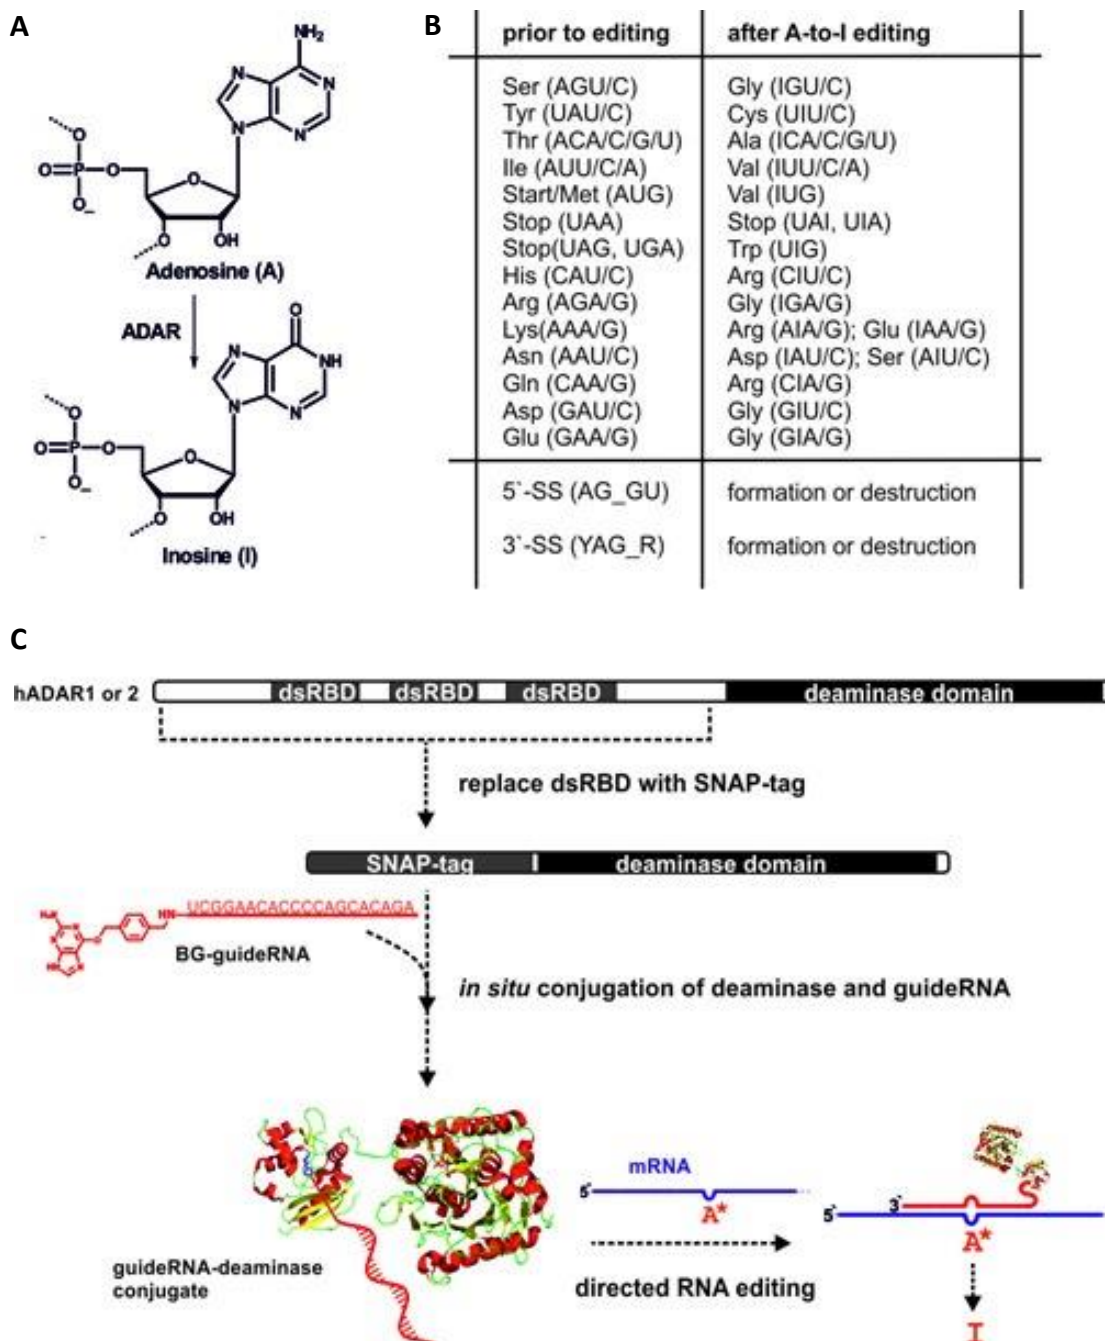 A
NH₂
N
N
N
N
O
O=P-O
O
O_
O
OH
Adenosine (A)
ADAR
O
N
NH
N
N
O
O=P-O
O
O_
O
OH
Inosine (I)
B
prior to editing after A-to-I editing
Ser (AGU/C) Gly (IGU/C)
Tyr (UAU/C) Cys (UIU/C)
Thr (ACA/C/G/U) Ala (ICA/C/G/U)
Ile (AUU/C/A) Val (IUU/C/A)
Start/Met (AUG) Val (IUG)
Stop (UAA) Stop (UAI, UIA)
Stop(UAG, UGA) Trp (UIG)
His (CAU/C) Arg (CIU/C)
Arg (AGA/G) Gly (IGA/G)
Lys(AAA/G) Arg (AIA/G); Glu (IAA/G)
Asn (AAU/C) Asp (IAU/C); Ser (AIU/C)
Gln (CAA/G) Arg (CIA/G)
Asp (GAU/C) Gly (GIU/C)
Glu (GAA/G) Gly (GIA/G)
5`-SS (AG_GU) formation or destruction
3`-SS (YAG_R) formation or destruction
C
hADAR1 or 2 dsRBD dsRBD dsRBD deaminase domain
replace dsRBD with SNAP-tag
SNAP-tag deaminase domain
H₂N N N O N HN HN UCGGAACACCCCAGCACAGA
BG-guideRNA
in situ conjugation of deaminase and guideRNA
mRNA
5` A*
guideRNA-deaminase
conjugate
directed RNA editing
3`
5`
A*
I